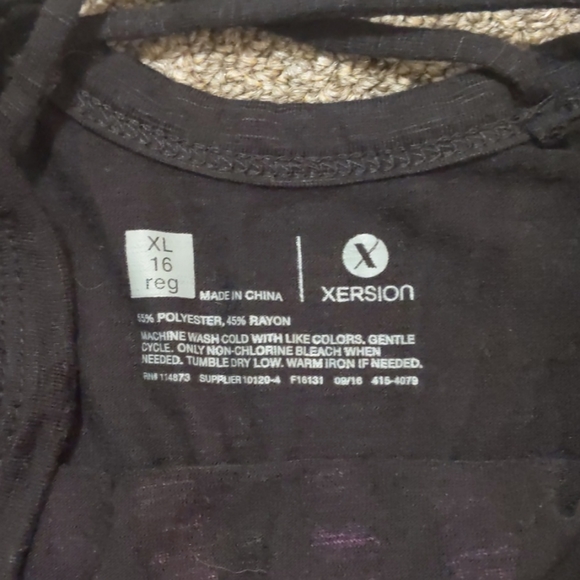 XL
16
reg
MADE IN CHINA
X
XERSION
55% POLYESTER, 45% RAYON
MACHINE WASH COLD WITH LIKE COLORS. GENTLE
CYCLE. ONLY NON-CHLORINE BLEACH WHEN
NEEDED. TUMBLE DRY LOW. WARM IRON IF NEEDED.
RN# 114873 SUPPLIER 10120-4 F16131 09/16 415-4079